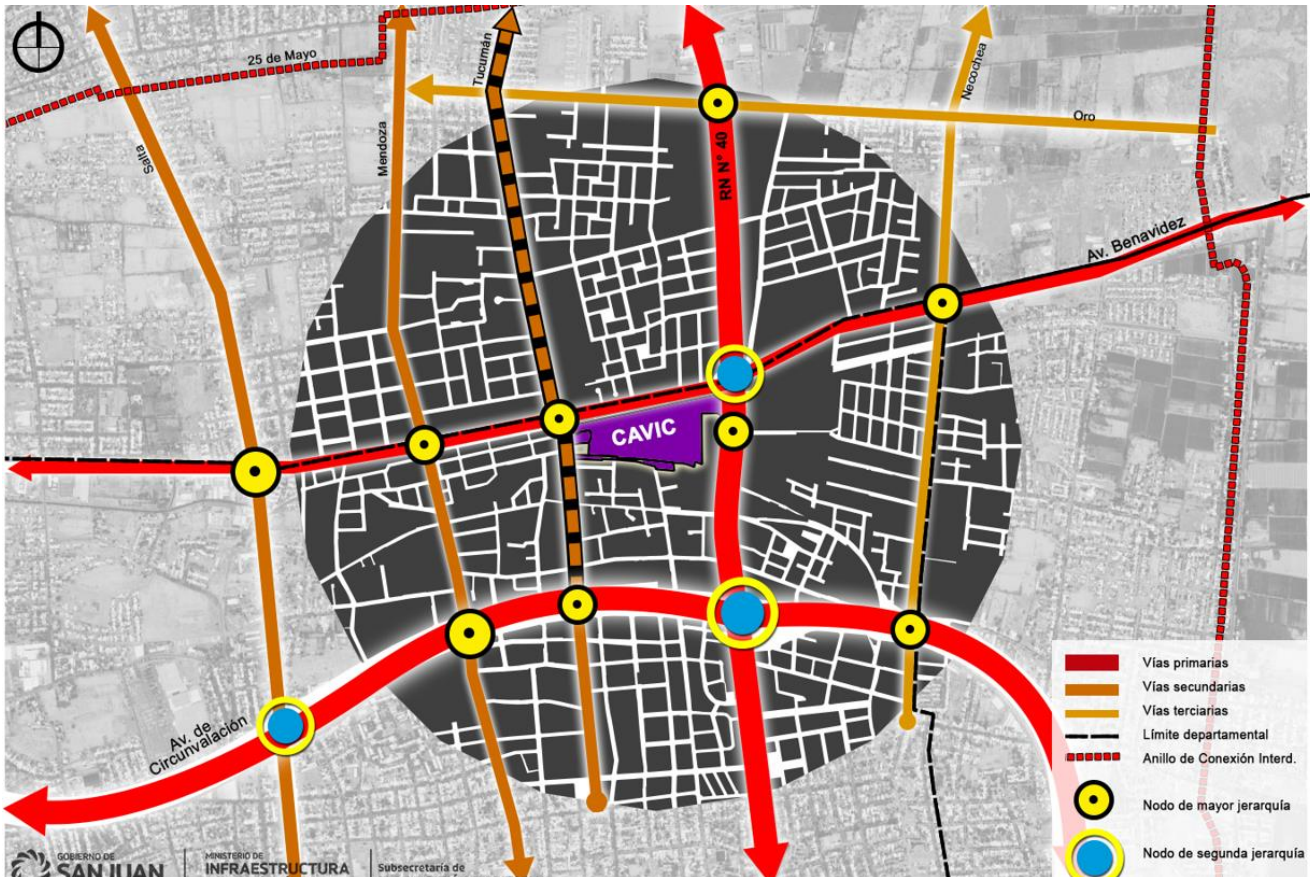 25 de Mayo
Salta
Mendoza
Tucumán
RN N° 40
Necochea
Oro
Av. Benavidez
CAVIC
Av. de
Circunvalación
Vías primarias
Vías secundarias
Vías terciarias
Límite departamental
Anillo de Conexión Interd.
Nodo de mayor jerarquía
Nodo de segunda jerarquía
GOBIERNO DE
SAN JUAN
MINISTERIO DE
INFRAESTRUCTURA
Subsecretaría de